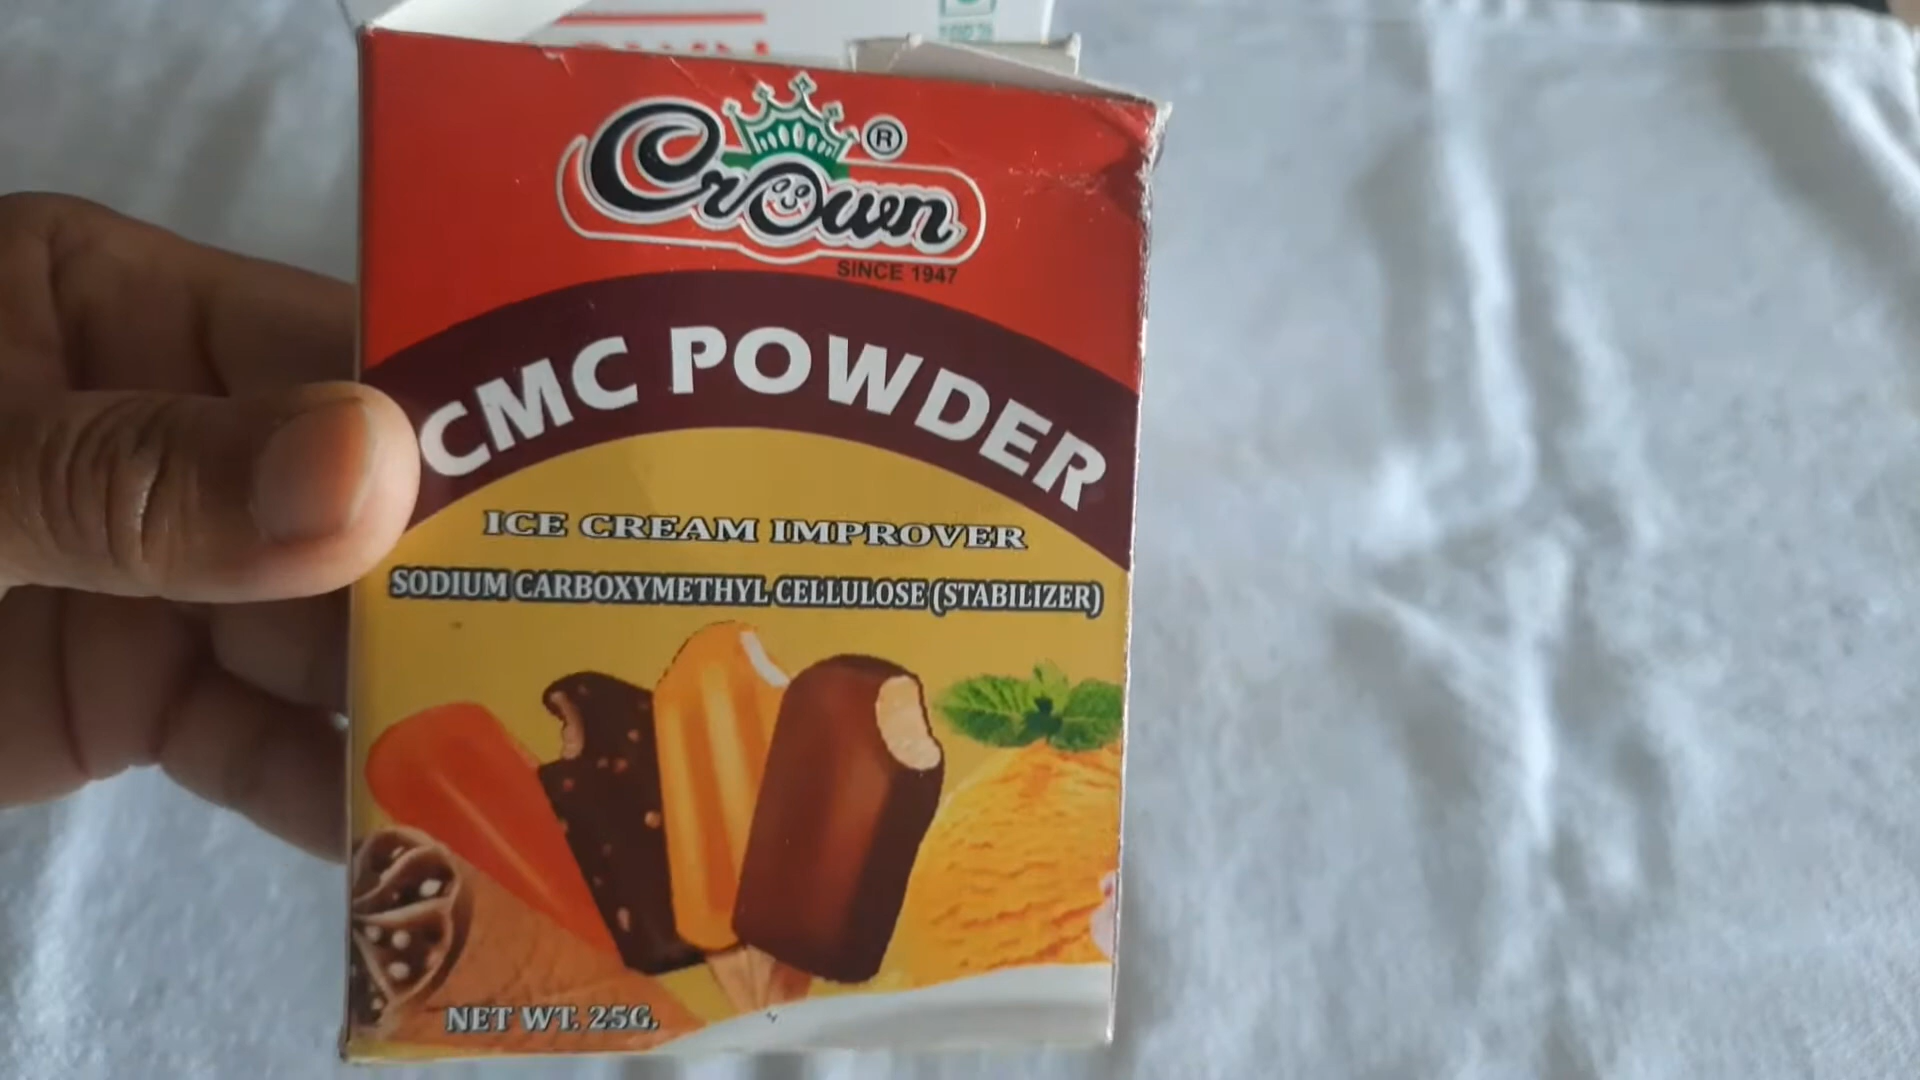 Crown ®
SINCE 1947
CMC POWDER
ICE CREAM IMPROVER
SODIUM CARBOXYMETHYL CELLULOSE (STABILIZER)
NET WT. 25G.